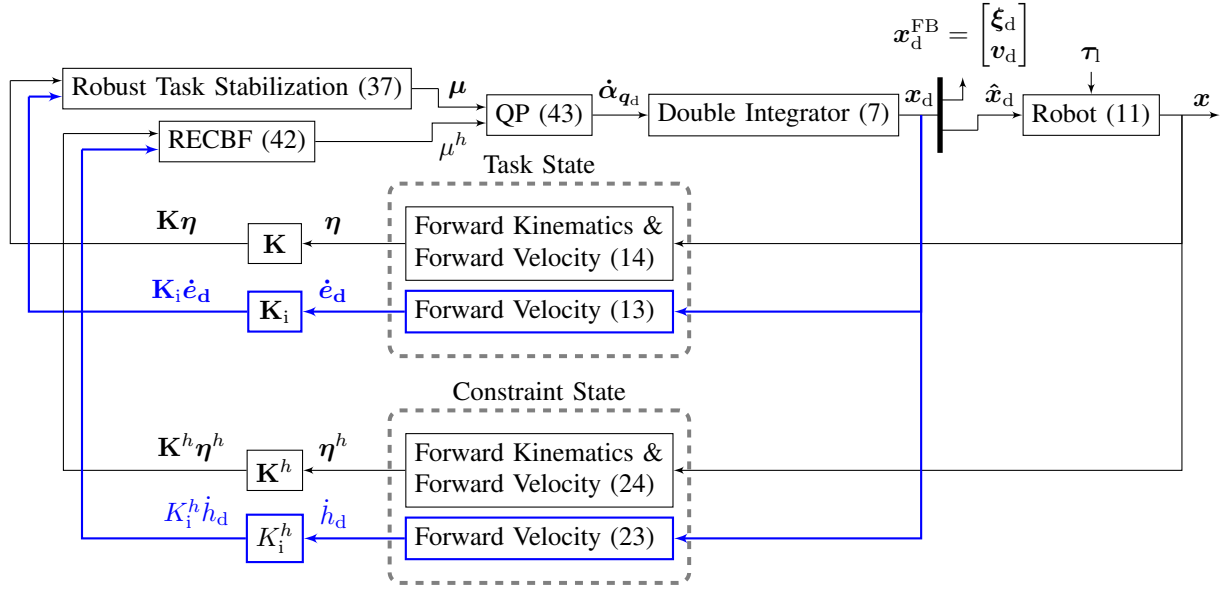 x_d^FB = [ξ_d
v_d]
τ_l
Robust Task Stabilization (37)
μ
α̇_{q_d}
x_d
x̂_d
x
QP (43)
Double Integrator (7)
Robot (11)
RECBF (42)
μ^h
Task State
Kη
K
η
Forward Kinematics &
Forward Velocity (14)
K_i ė_d
K_i
ė_d
Forward Velocity (13)
Constraint State
K^h η^h
K^h
η^h
Forward Kinematics &
Forward Velocity (24)
K_i^h ḣ_d
K_i^h
ḣ_d
Forward Velocity (23)